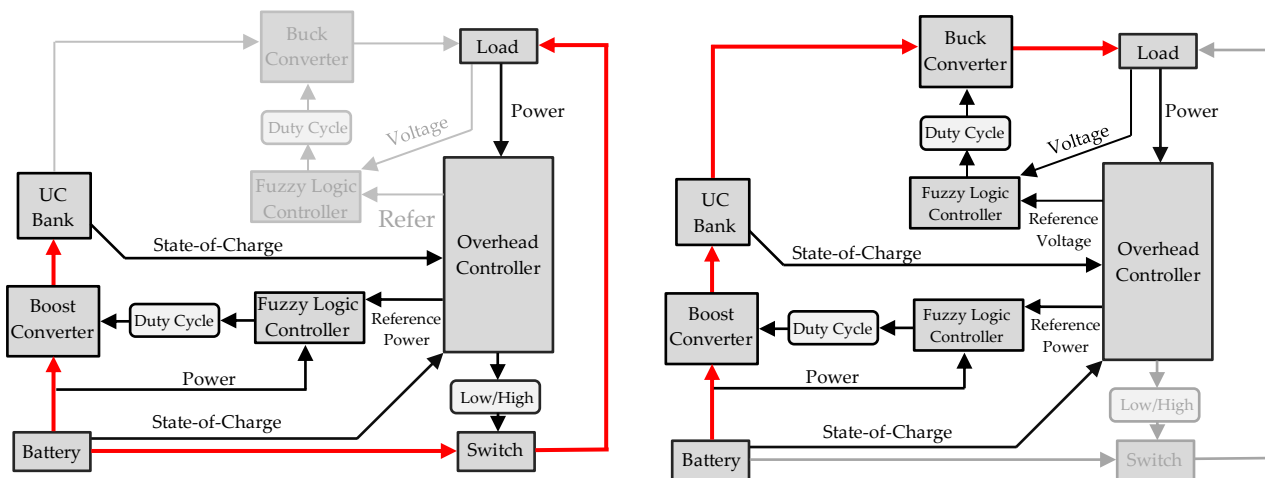 Buck
Converter
Load
Power
Duty Cycle
Voltage
Fuzzy Logic
Controller
Refer
UC
Bank
State-of-Charge
Overhead
Controller
Boost
Converter
Duty Cycle
Fuzzy Logic
Controller
Reference
Power
Power
Low/High
State-of-Charge
Battery
Switch
Buck
Converter
Load
Power
Duty Cycle
Voltage
Fuzzy Logic
Controller
Reference
Voltage
UC
Bank
State-of-Charge
Overhead
Controller
Boost
Converter
Duty Cycle
Fuzzy Logic
Controller
Reference
Power
Power
Low/High
State-of-Charge
Battery
Switch